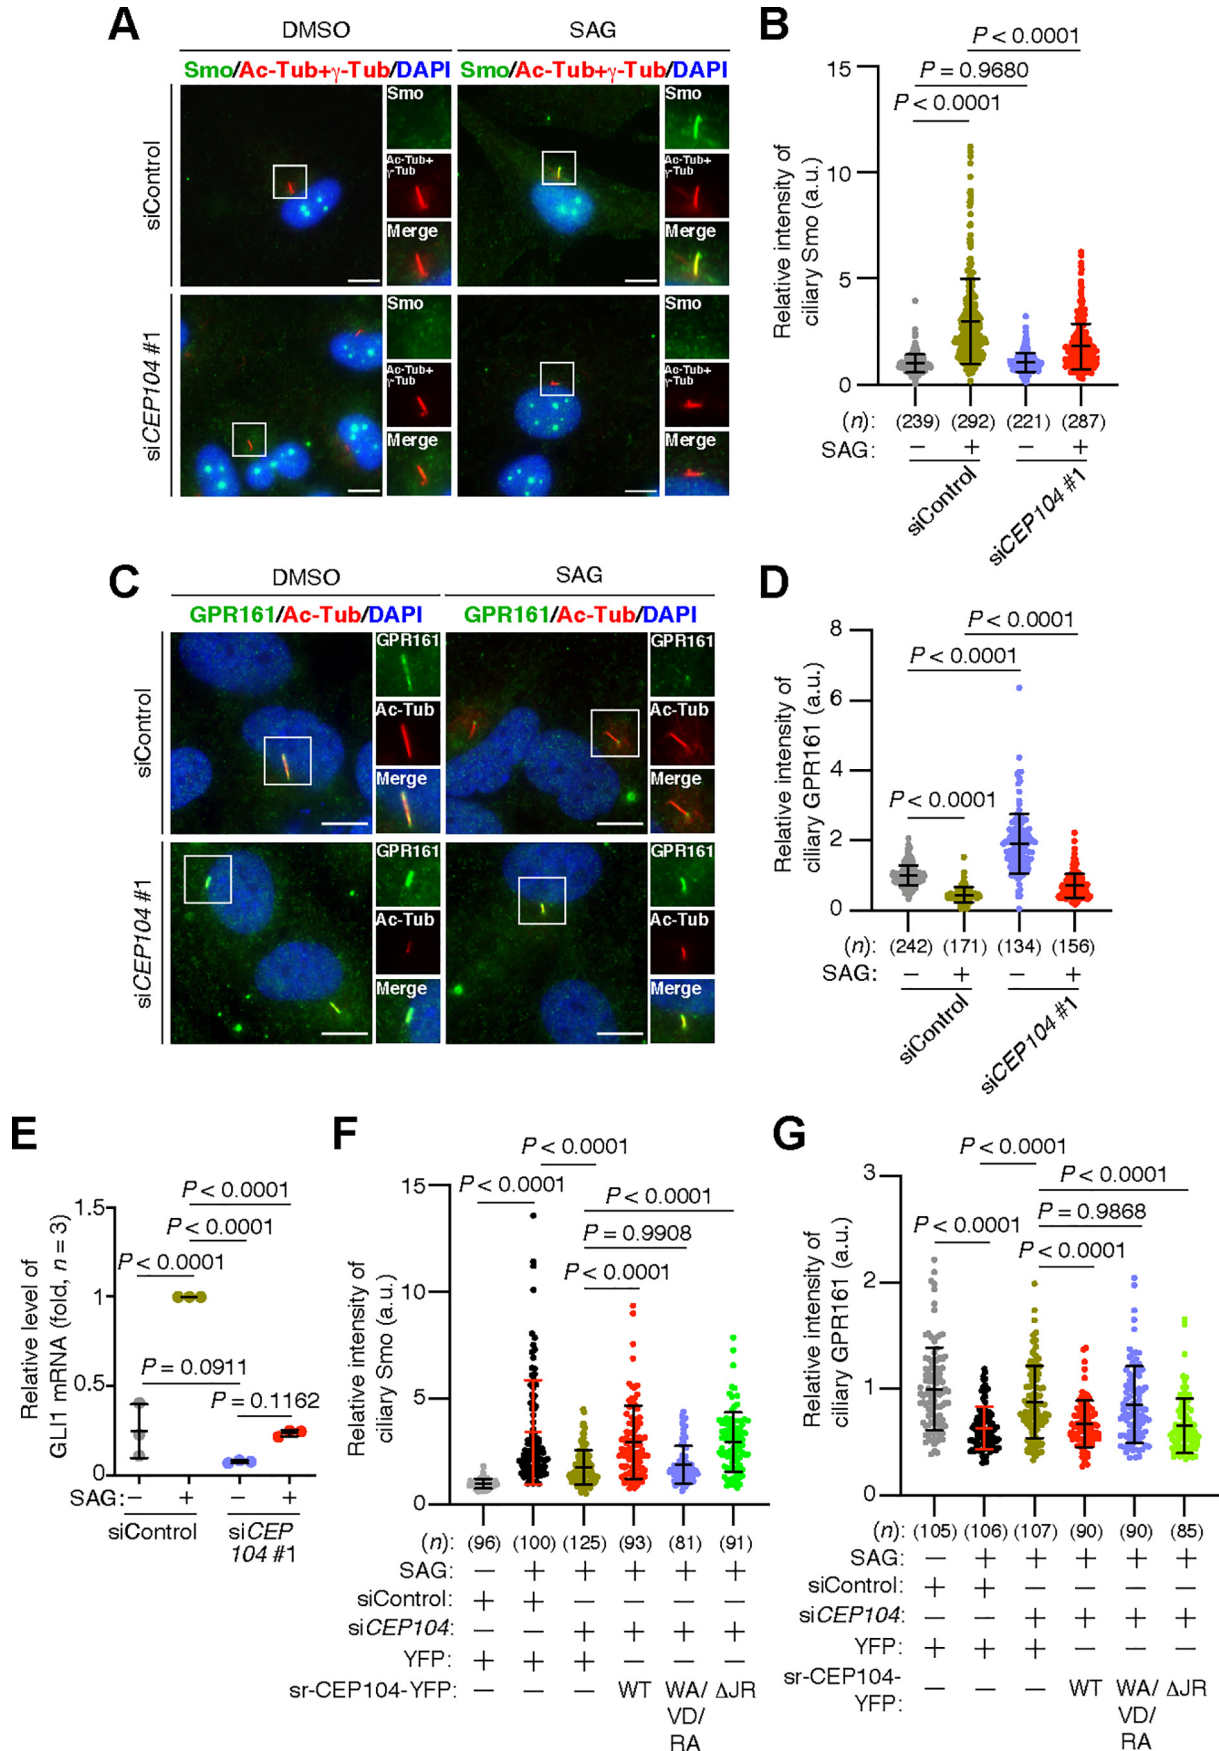 A
DMSO
SAG
Smo/Ac-Tub+γ-Tub/DAPI
Smo/Ac-Tub+γ-Tub/DAPI
siControl
Smo
Ac-Tub+
γ-Tub
Merge
Smo
Ac-Tub+
γ-Tub
Merge
siCEP104 #1
Smo
Ac-Tub+
γ-Tub
Merge
Smo
Ac-Tub+
γ-Tub
Merge
B
P < 0.0001
P = 0.9680
P < 0.0001
Relative intensity of
ciliary Smo (a.u.)
15
10
5
0
(n): (239) (292) (221) (287)
SAG: − + − +
siControl
siCEP104 #1
C
DMSO
SAG
GPR161/Ac-Tub/DAPI
GPR161/Ac-Tub/DAPI
siControl
GPR161
Ac-Tub
Merge
GPR161
Ac-Tub
Merge
siCEP104 #1
GPR161
Ac-Tub
Merge
GPR161
Ac-Tub
Merge
D
P < 0.0001
P < 0.0001
P < 0.0001
Relative intensity of
ciliary GPR161 (a.u.)
8
6
4
2
0
(n): (242) (171) (134) (156)
SAG: − + − +
siControl
siCEP104 #1
E
P < 0.0001
P < 0.0001
P < 0.0001
P = 0.0911
P = 0.1162
Relative level of
GLI1 mRNA (fold, n = 3)
1.5
1
0.5
0
SAG: − + − +
siControl
siCEP
104 #1
F
P < 0.0001
P < 0.0001
P < 0.0001
P = 0.9908
P < 0.0001
Relative intensity of
ciliary Smo (a.u.)
15
10
5
0
(n): (96) (100) (125) (93) (81) (91)
SAG: − + + + + +
siControl: + + − − − −
siCEP104: − − + + + +
YFP: + + + − − −
sr-CEP104-YFP: − − − WT WA/ ΔJR
VD/
RA
G
P < 0.0001
P < 0.0001
P < 0.0001
P = 0.9868
P < 0.0001
Relative intensity of
ciliary GPR161 (a.u.)
3
2
1
0
(n): (105) (106) (107) (90) (90) (85)
SAG: − + + + + +
siControl: + + − − − −
siCEP104: − − + + + +
YFP: + + + − − −
sr-CEP104- − − − WT WA/ ΔJR
YFP: VD/
RA